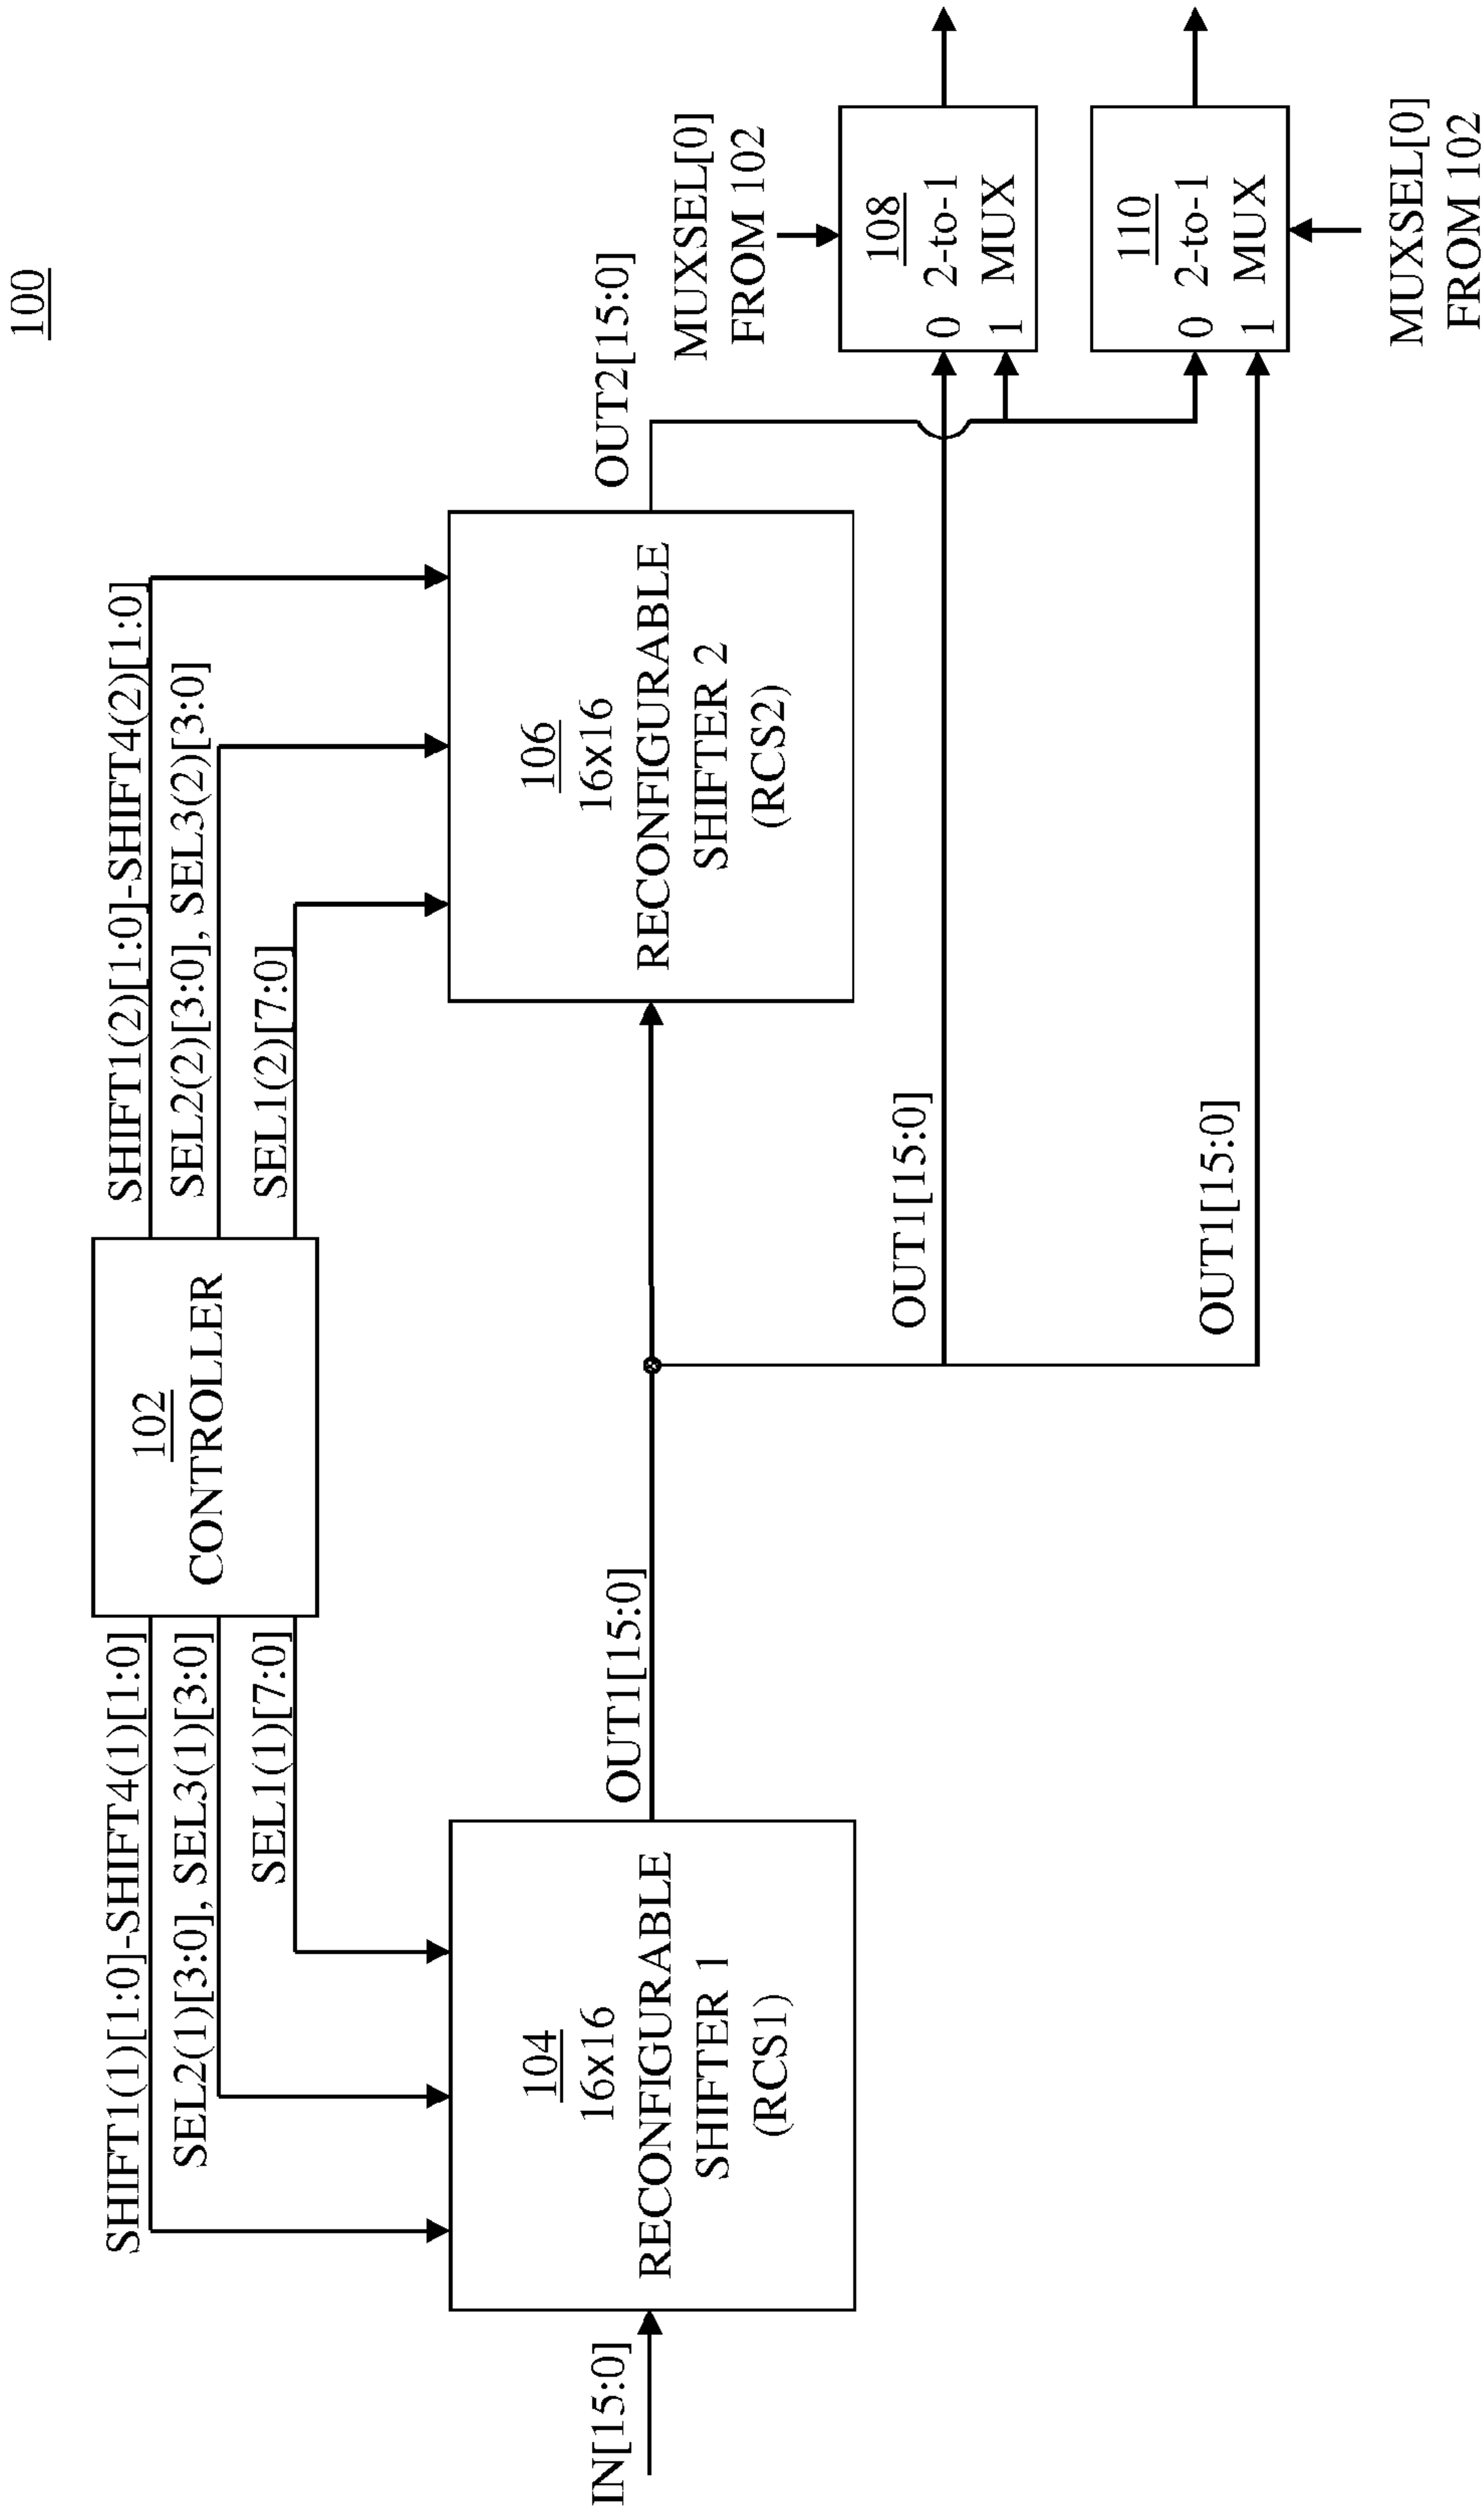 100
SHIFT1(1)[1:0]-SHIFT4(1)[1:0]
SEL2(1)[3:0], SEL3(1)[3:0]
SEL1(1)[7:0]
102
CONTROLLER
SHIFT1(2)[1:0]-SHIFT4(2)[1:0]
SEL2(2)[3:0], SEL3(2)[3:0]
SEL1(2)[7:0]
IN[15:0]
104
16x16
RECONFIGURABLE
SHIFTER 1
(RCS1)
OUT1[15:0]
106
16x16
RECONFIGURABLE
SHIFTER 2
(RCS2)
OUT2[15:0]
MUXSEL[0]
FROM 102
OUT1[15:0]
108
0 2-to-1
1 MUX
OUT1[15:0]
110
0 2-to-1
1 MUX
MUXSEL[0]
FROM 102